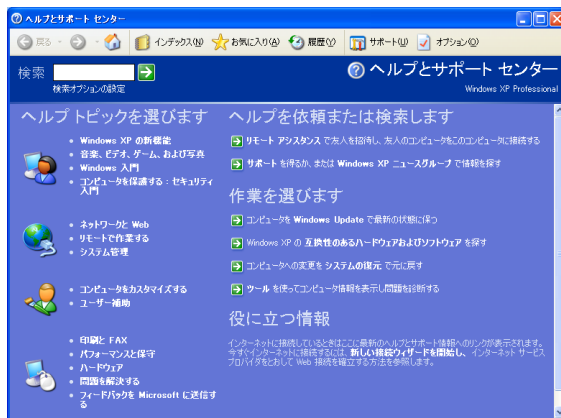 ヘルプとサポート センター
戻る
インデックス(N)
お気に入り(A)
履歴(Y)
サポート(U)
オプション(O)
検索
検索オプションの設定
ヘルプとサポート センター
Windows XP Professional
ヘルプ トピックを選びます
Windows XP の新機能
音楽、ビデオ、ゲーム、および写真
Windows 入門
コンピュータを保護する : セキュリティ
入門
ネットワークと Web
リモートで作業する
システム管理
コンピュータをカスタマイズする
ユーザー補助
印刷と FAX
パフォーマンスと保守
ハードウェア
問題を解決する
フィードバックを Microsoft に送信す
る
ヘルプを依頼または検索します
リモート アシスタンス で友人を招待し、友人のコンピュータをこのコンピュータに接続する
サポート を得るか、または Windows XP ニュースグループ で情報を探す
作業を選びます
コンピュータを Windows Update で最新の状態に保つ
Windows XP の 互換性のあるハードウェアおよびソフトウェア を探す
コンピュータへの変更を システムの復元 で元に戻す
ツール を使ってコンピュータ情報を表示し問題を診断する
役に立つ情報
インターネットに接続しているときはここに最新のヘルプとサポート情報へのリンクが表示されます。
今すぐインターネットに接続するには、新しい接続ウィザードを開始し、インターネット サービス
プロバイダをとおして Web 接続を確立する方法を参照します。